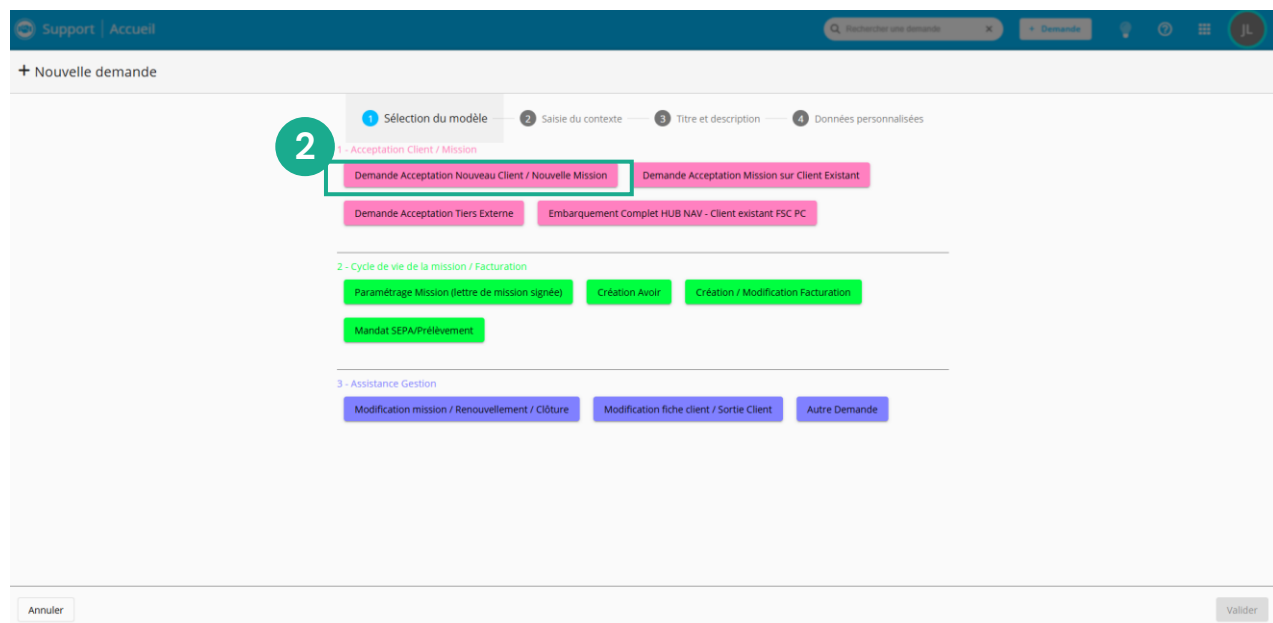 Support | Accueil
Rechercher une demande
+ Demande
JL
+ Nouvelle demande
1 Sélection du modèle
2 Saisie du contexte
3 Titre et description
4 Données personnalisées
2
1 - Acceptation Client / Mission
Demande Acceptation Nouveau Client / Nouvelle Mission
Demande Acceptation Mission sur Client Existant
Demande Acceptation Tiers Externe
Embarquement Complet HUB NAV - Client existant FSC PC
2 - Cycle de vie de la mission / Facturation
Paramétrage Mission (lettre de mission signée)
Création Avoir
Création / Modification Facturation
Mandat SEPA/Prélèvement
3 - Assistance Gestion
Modification mission / Renouvellement / Clôture
Modification fiche client / Sortie Client
Autre Demande
Annuler
Valider